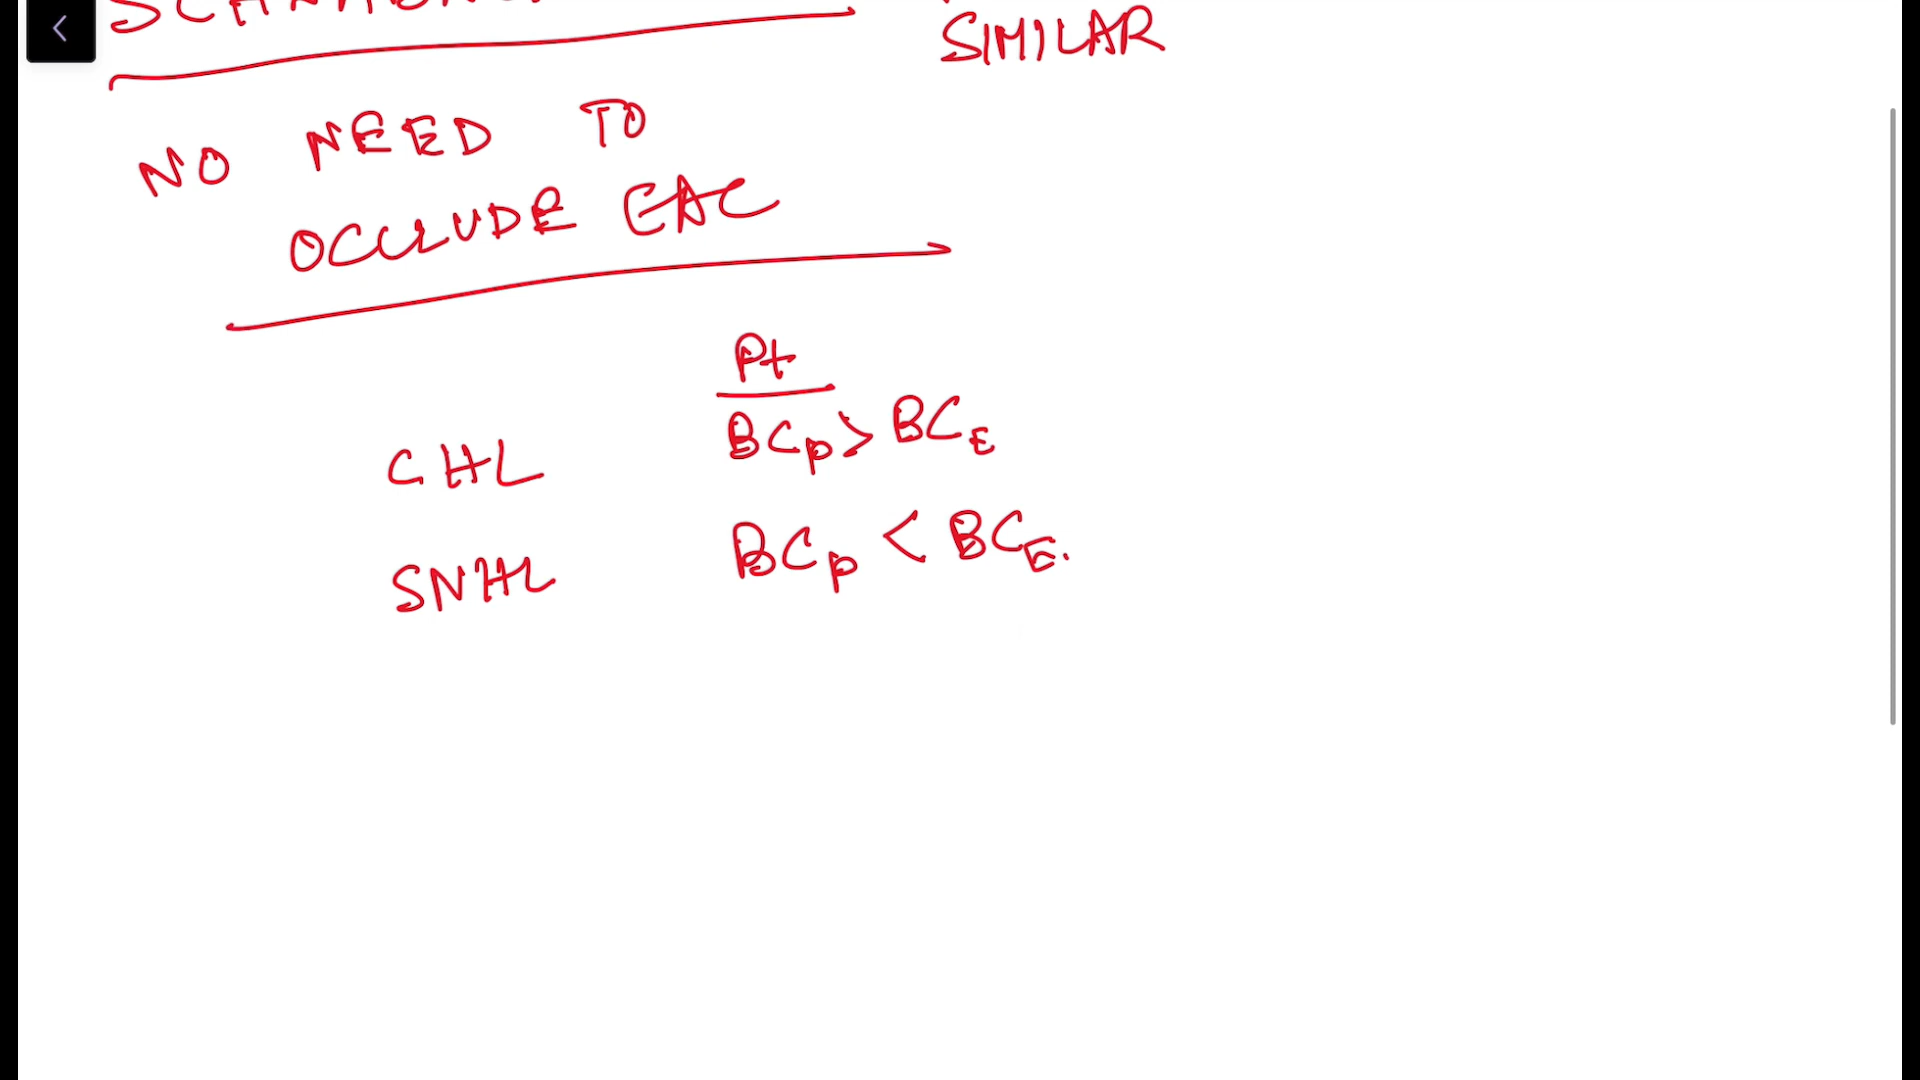 SIMILAR
NO NEED TO
OCCLUDE EAC
Pt
CHL BCp > BCE
SNHL BCp < BCE.